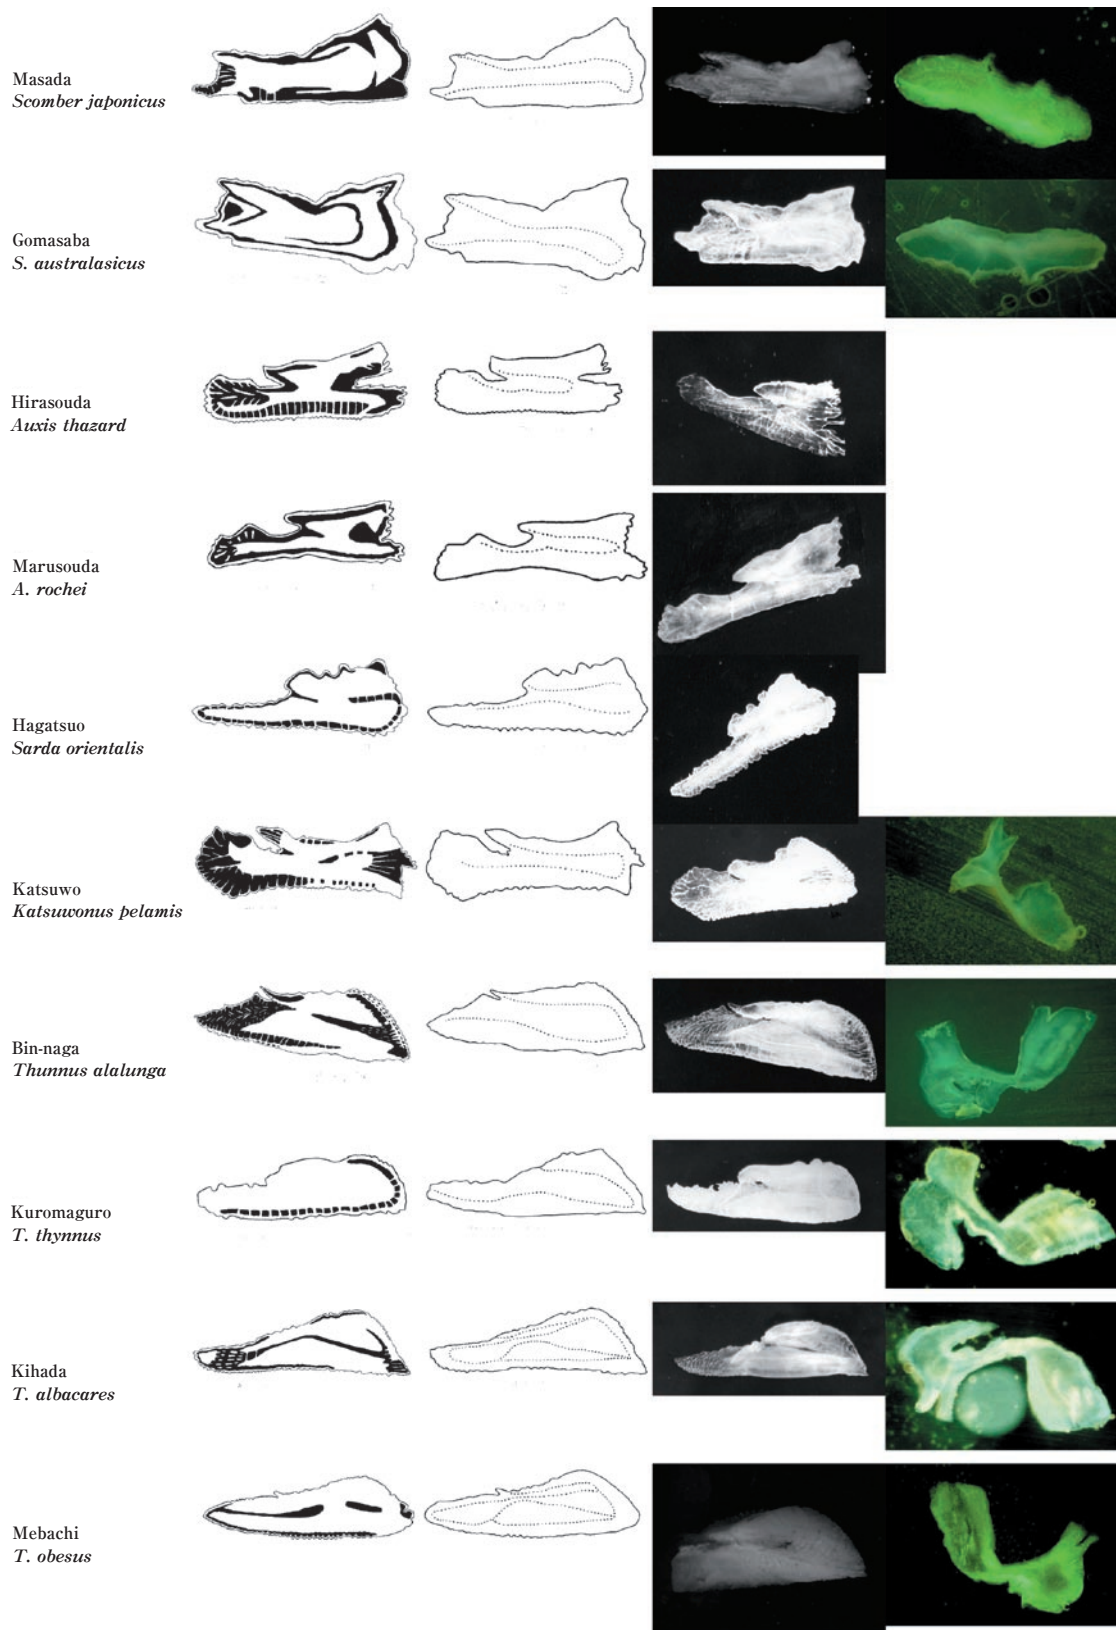 Masada
Scomber japonicus
Gomasaba
S. australasicus
Hirasouda
Auxis thazard
Marusouda
A. rochei
Hagatsuo
Sarda orientalis
Katsuwo
Katsuwonus pelamis
Bin-naga
Thunnus alalunga
Kuromaguro
T. thynnus
Kihada
T. albacares
Mebachi
T. obesus